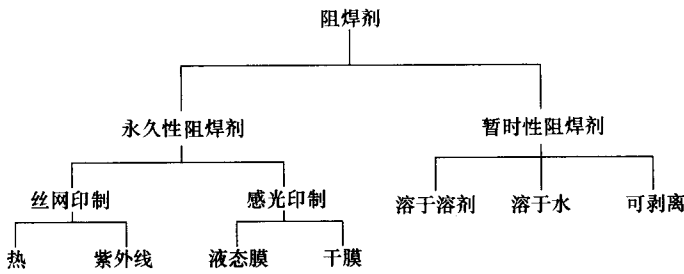 阻焊剂
永久性阻焊剂
暂时性阻焊剂
丝网印制
感光印制
溶于溶剂
溶于水
可剥离
热
紫外线
液态膜
干膜